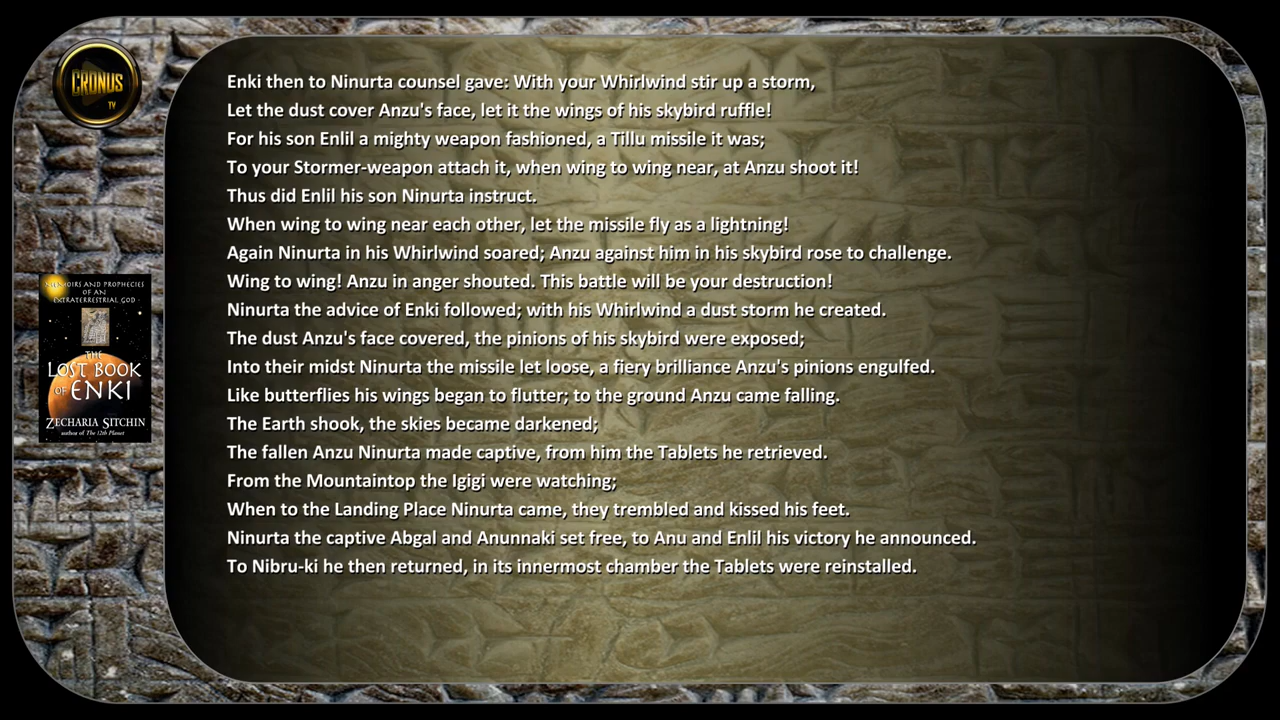 CRONUS
TV
Enki then to Ninurta counsel gave: With your Whirlwind stir up a storm,
Let the dust cover Anzu's face, let it the wings of his skybird ruffle!
For his son Enlil a mighty weapon fashioned, a Tillu missile it was;
To your Stormer-weapon attach it, when wing to wing near, at Anzu shoot it!
Thus did Enlil his son Ninurta instruct.
When wing to wing near each other, let the missile fly as a lightning!
Again Ninurta in his Whirlwind soared; Anzu against him in his skybird rose to challenge.
Wing to wing! Anzu in anger shouted. This battle will be your destruction!
Ninurta the advice of Enki followed; with his Whirlwind a dust storm he created.
The dust Anzu's face covered, the pinions of his skybird were exposed;
Into their midst Ninurta the missile let loose, a fiery brilliance Anzu's pinions engulfed.
Like butterflies his wings began to flutter; to the ground Anzu came falling.
The Earth shook, the skies became darkened;
The fallen Anzu Ninurta made captive, from him the Tablets he retrieved.
From the Mountaintop the Igigi were watching;
When to the Landing Place Ninurta came, they trembled and kissed his feet.
Ninurta the captive Abgal and Anunnaki set free, to Anu and Enlil his victory he announced.
To Nibru-ki he then returned, in its innermost chamber the Tablets were reinstalled.
MEMOIRS AND PROPHECIES
OF AN
EXTRATERRESTRIAL GOD
THE
LOST BOOK
OF ENKI
ZECHARIA SITCHIN
author of The 12th Planet